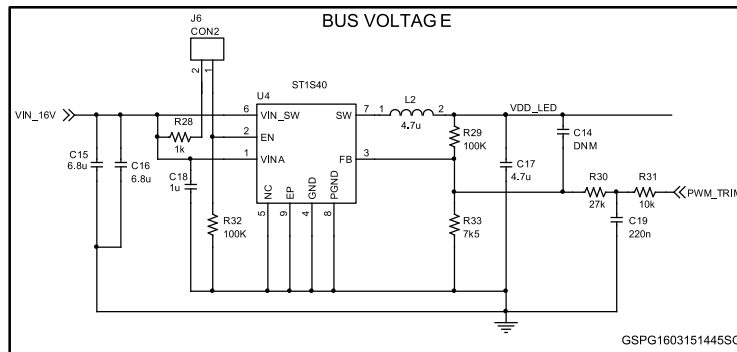 BUS VOLTAGE
J6
CON2
2
1
U4
ST1S40
VIN_16V
6
VIN_SW
SW
7
1
L2
2
4.7u
VDD_LED
R28
1k
2
EN
1
VINA
FB
3
R29
100K
C14
DNM
C15
6.8u
C16
6.8u
C18
1u
C17
4.7u
R30
27k
R31
10k
PWM_TRIM
NC
EP
GND
PGND
5
9
4
8
R32
100K
R33
7k5
C19
220n
GSPG1603151445SG